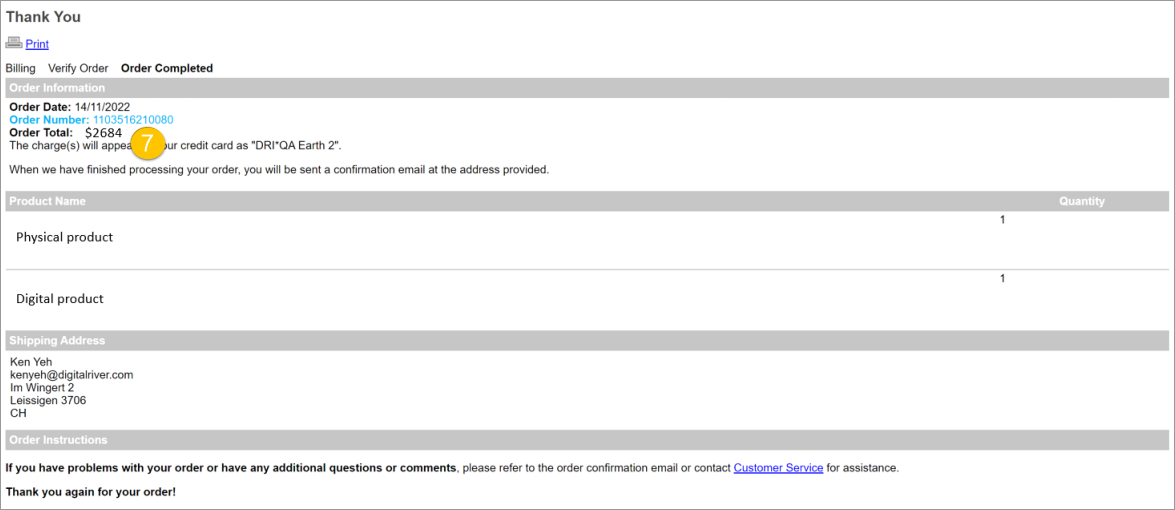 Thank You
Print
Billing Verify Order Order Completed
Order Information
Order Date: 14/11/2022
Order Number: 1103516210080
Order Total: $2684
7
The charge(s) will appea ur credit card as "DRI*QA Earth 2".
When we have finished processing your order, you will be sent a confirmation email at the address provided.
Product Name Quantity
1
Physical product
1
Digital product
Shipping Address
Ken Yeh
kenyeh@digitalriver.com
Im Wingert 2
Leissigen 3706
CH
Order Instructions
If you have problems with your order or have any additional questions or comments, please refer to the order confirmation email or contact Customer Service for assistance.
Thank you again for your order!